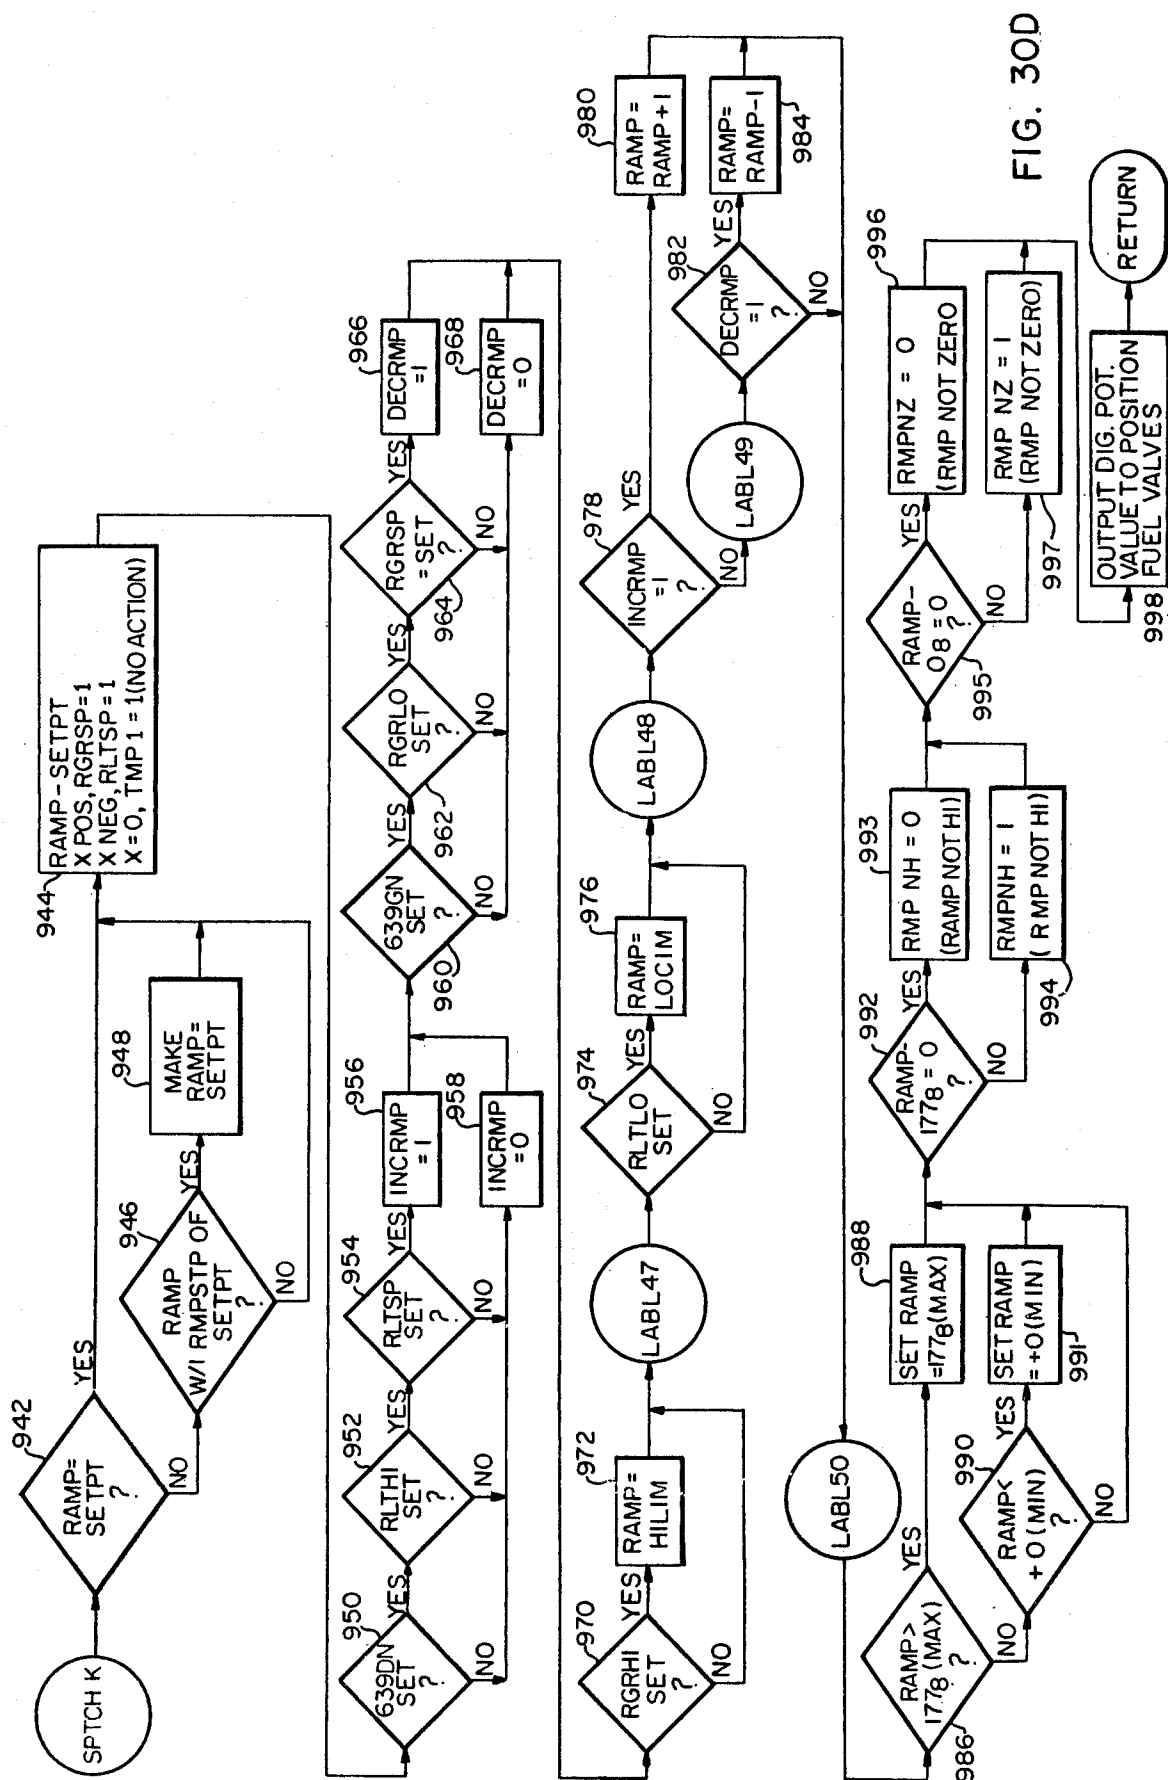 SPTCH K
942
RAMP=
SETPT
?
YES
NO
946
RAMP
W/I RMPSTP OF
SETPT
?
YES
NO
948
MAKE
RAMP=
SETPT
944
RAMP-SETPT
X POS, RGRSP=1
X NEG, RLTSP=1
X=0, TMP1=1(NO ACTION)
950
639DN
SET
?
YES
NO
952
RLTHI
SET
?
YES
NO
954
RLTSP
SET
?
YES
NO
956
INCRMP
=1
958
INCRMP
=0
960
639GN
SET
?
YES
NO
962
RGRLO
SET
?
YES
NO
964
RGRSP
=SET
?
YES
NO
966
DECRMP
=1
968
DECRMP
=0
970
RGRHI
SET
?
YES
NO
972
RAMP=
HILIM
LABL47
974
RLTLO
SET
YES
NO
976
RAMP=
LOCIM
LABL48
978
INCRMP
=1
?
YES
NO
980
RAMP=
RAMP+1
LABL49
982
DECRMP
=1
?
YES
NO
RAMP=
RAMP-1
984
LABL50
986
RAMP>
177₈(MAX)
?
YES
NO
988
SET RAMP
=177₈(MAX)
990
RAMP<
+0(MIN)
?
YES
NO
SET RAMP
=+0(MIN)
991
992
RAMP-
177₈=0
?
YES
NO
993
RMP NH=0
(RAMP NOT HI)
RMPNH=1
(RMP NOT HI)
994
995
RAMP-
0₈=0
?
YES
NO
996
RMPNZ=0
(RMP NOT ZERO)
RMP NZ=1
(RMP NOT ZERO)
997
OUTPUT DIG. POT.
VALUE TO POSITION
FUEL VALVES
998
RETURN
FIG. 30D